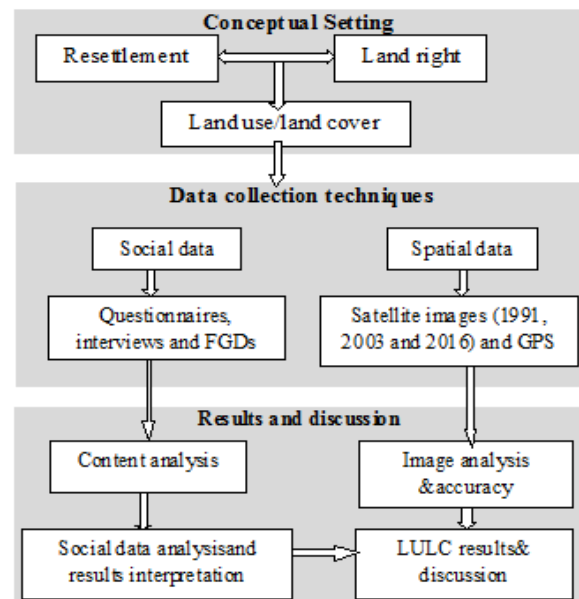 Conceptual Setting
Resettlement
Land right
Land use/land cover
Data collection techniques
Social data
Spatial data
Questionnaires,
interviews and FGDs
Satellite images (1991,
2003 and 2016) and GPS
Results and discussion
Content analysis
Image analysis
&accuracy
Social data analysisand
results interpretation
LULC results&
discussion